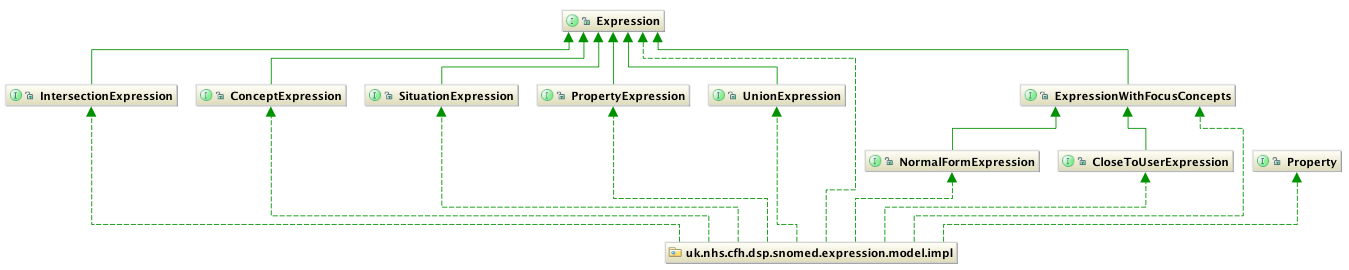 Expression
IntersectionExpression
ConceptExpression
SituationExpression
PropertyExpression
UnionExpression
ExpressionWithFocusConcepts
NormalFormExpression
CloseToUserExpression
Property
uk.nhs.cfh.dsp.snomed.expression.model.impl